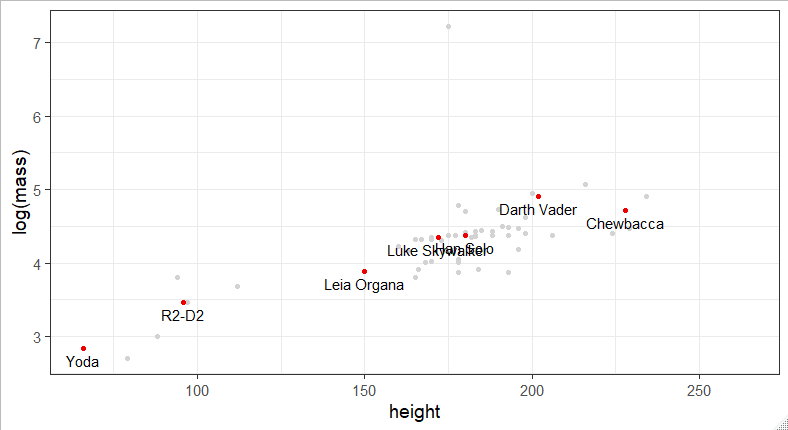 7
6
5
4
3
log(mass)
Darth Vader
Chewbacca
Luke Skywalker
Han Solo
Leia Organa
R2-D2
Yoda
100
150
200
250
height